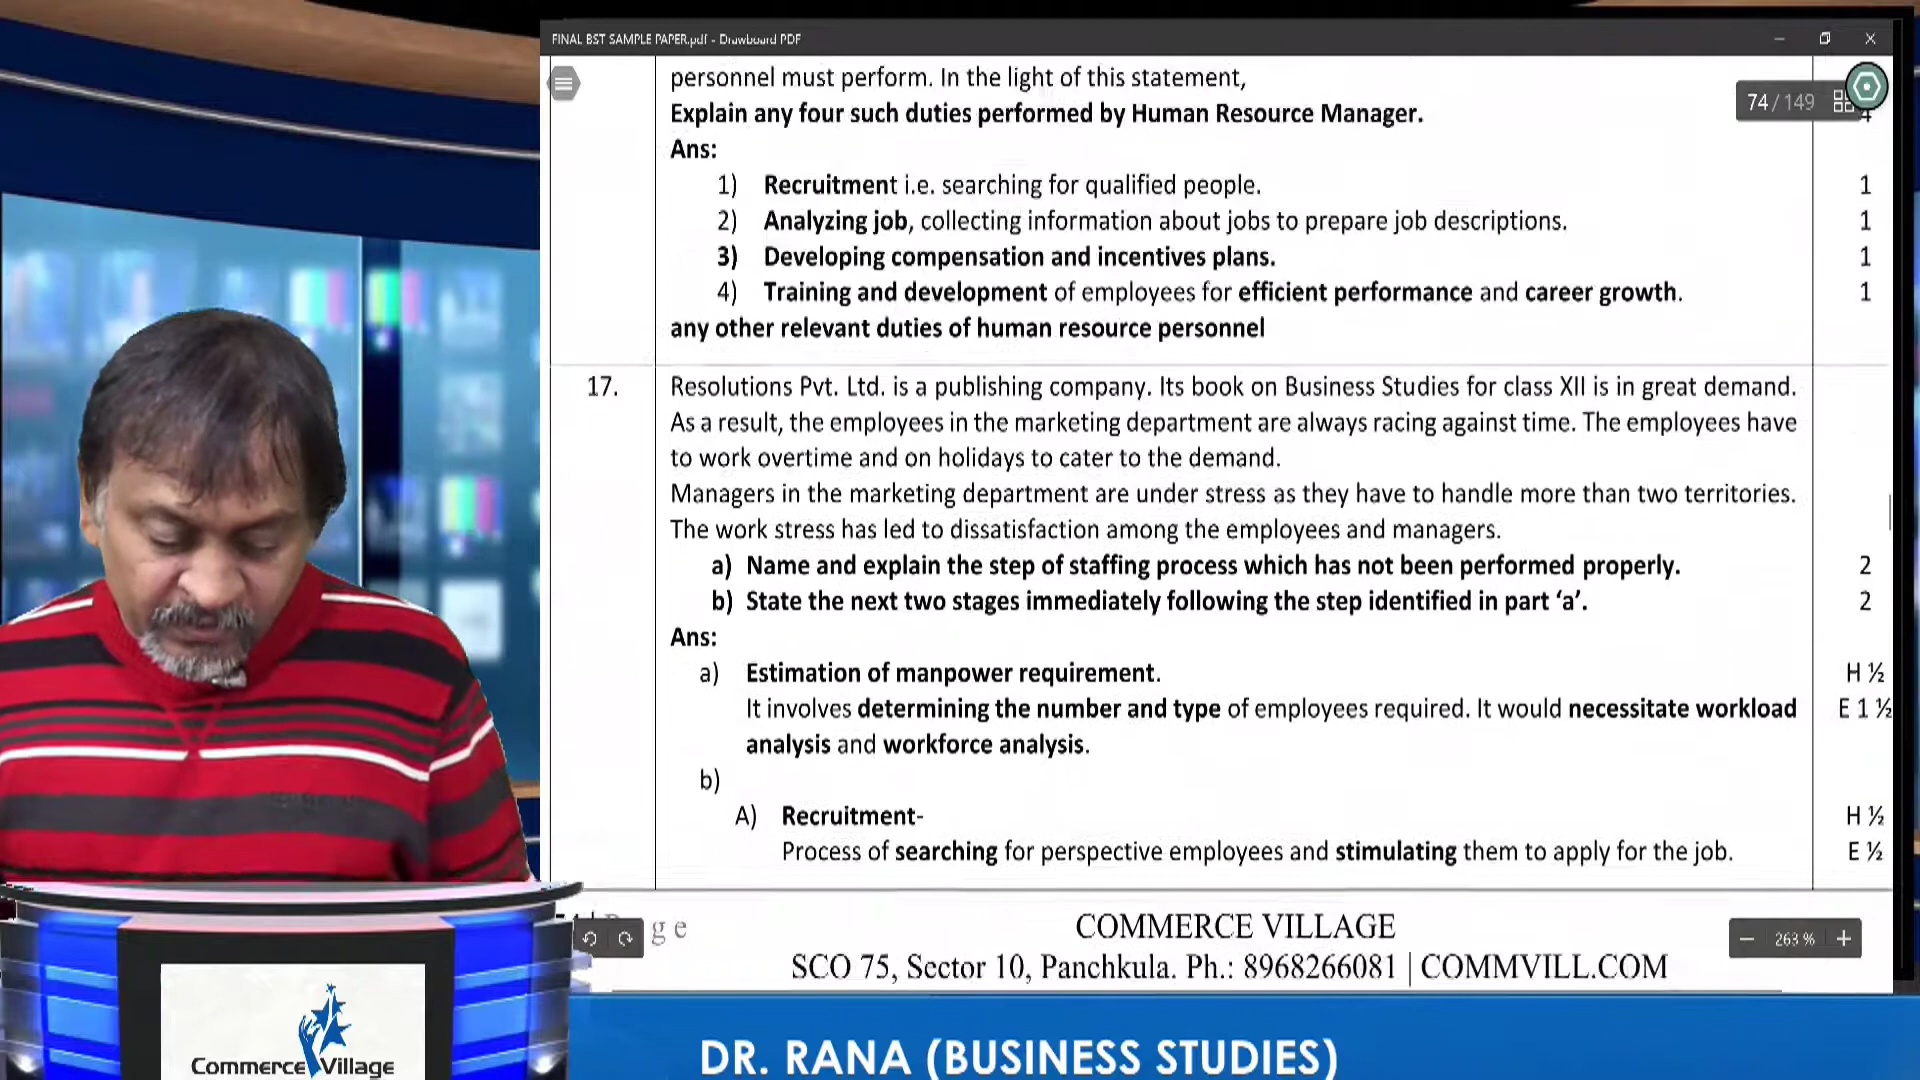 FINAL BST SAMPLE PAPER.pdf - Drawboard PDF
personnel must perform. In the light of this statement,
74 / 149
Explain any four such duties performed by Human Resource Manager.
4
Ans:
1) Recruitment i.e. searching for qualified people. 1
2) Analyzing job, collecting information about jobs to prepare job descriptions. 1
3) Developing compensation and incentives plans. 1
4) Training and development of employees for efficient performance and career growth. 1
any other relevant duties of human resource personnel
17. Resolutions Pvt. Ltd. is a publishing company. Its book on Business Studies for class XII is in great demand.
As a result, the employees in the marketing department are always racing against time. The employees have
to work overtime and on holidays to cater to the demand.
Managers in the marketing department are under stress as they have to handle more than two territories.
The work stress has led to dissatisfaction among the employees and managers.
a) Name and explain the step of staffing process which has not been performed properly. 2
b) State the next two stages immediately following the step identified in part ‘a’. 2
Ans:
a) Estimation of manpower requirement. H ½
It involves determining the number and type of employees required. It would necessitate workload E 1 ½
analysis and workforce analysis.
b)
A) Recruitment- H ½
Process of searching for perspective employees and stimulating them to apply for the job. E ½
g e
COMMERCE VILLAGE
263 %
SCO 75, Sector 10, Panchkula. Ph.: 8968266081 | COMMVILL.COM
DR. RANA (BUSINESS STUDIES)
Commerce Village